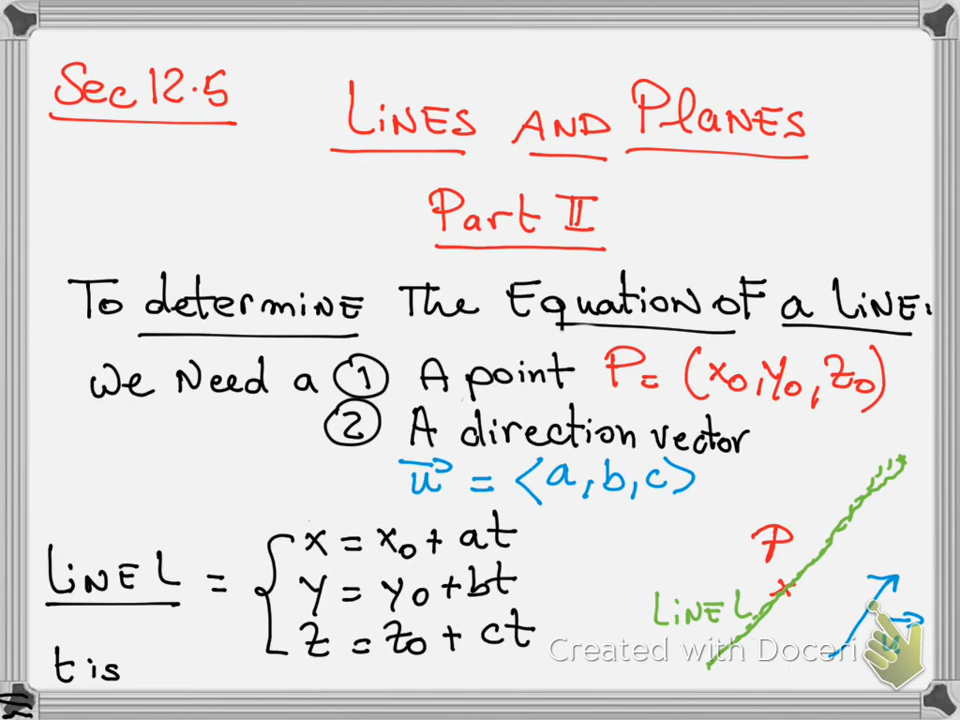 Sec 12.5
LINES AND PlANES
Part II
To determiNE The Equation OF a LINE:
We Need a ① A point P = (x₀, y₀, z₀)
② A direction vector
u⃗ = <a, b, c>
LINE L = { x = x₀ + at
y = y₀ + bt
z = z₀ + ct
t is
P
LINE L
u⃗
Created with Doceri